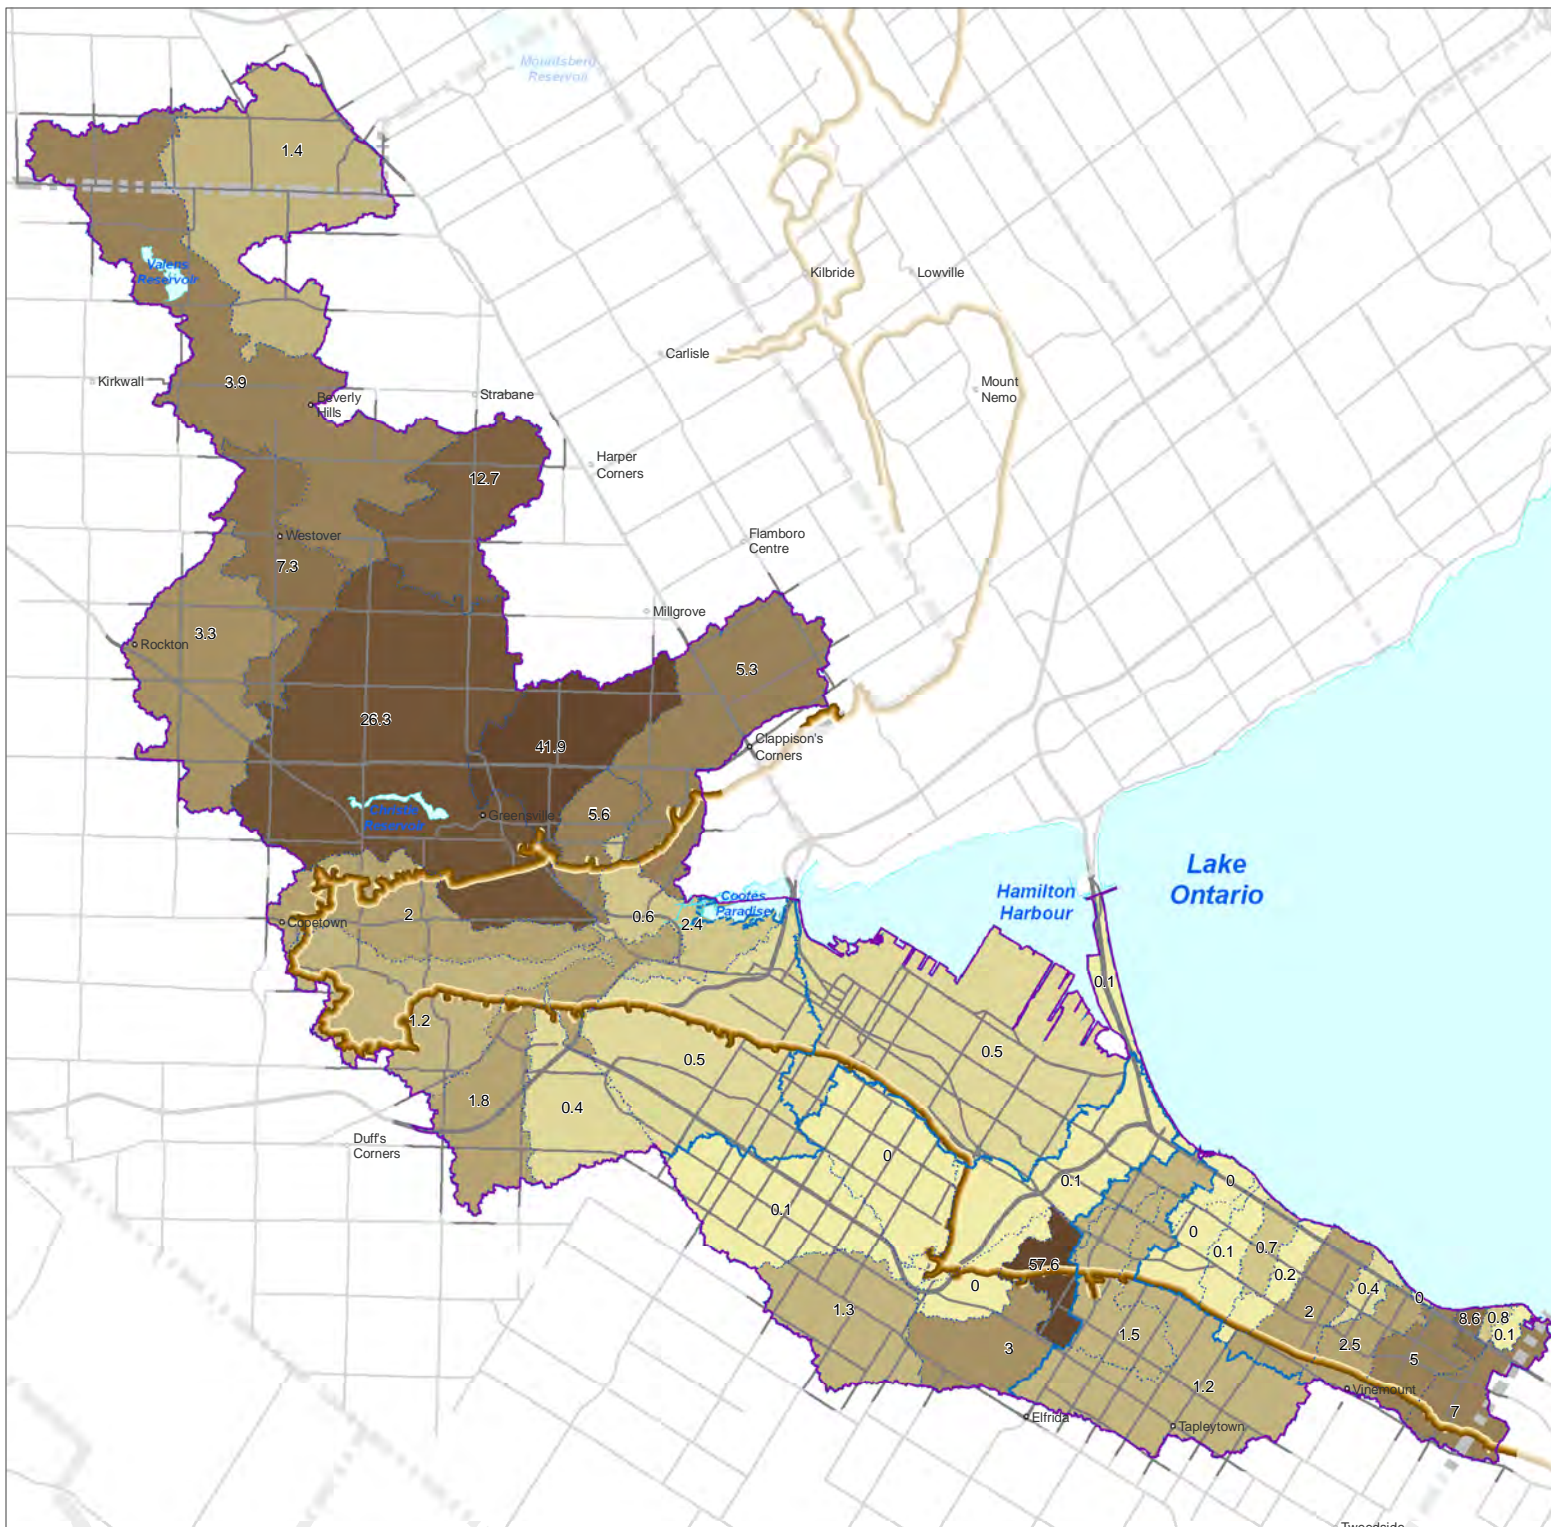 Mountsberg
Reservoir
1.4
Valens
Reservoir
Kilbride
Lowville
Carlisle
Kirkwall
3.9
Beverly
Hills
Strabane
Mount
Nemo
Harper
Corners
12.7
Westover
Flamboro
Centre
7.3
Millgrove
3.3
Rockton
5.3
26.3
41.9
Clappison's
Corners
Christie
Reservoir
Greensville
5.6
Lake
Ontario
Hamilton
Harbour
Cootes
Paradise
2
Copetown
0.6
2.4
0.1
1.2
0.5
0.5
1.8
0.4
Duff's
Corners
0
0.1
0.1
0
0
0.1
0.7
0.2
57.6
0
0.4
0
1.3
2
8.6
0.8
0.1
3
1.5
2.5
5
1.2
Vinemount
7
Elfrida
Tapleytown